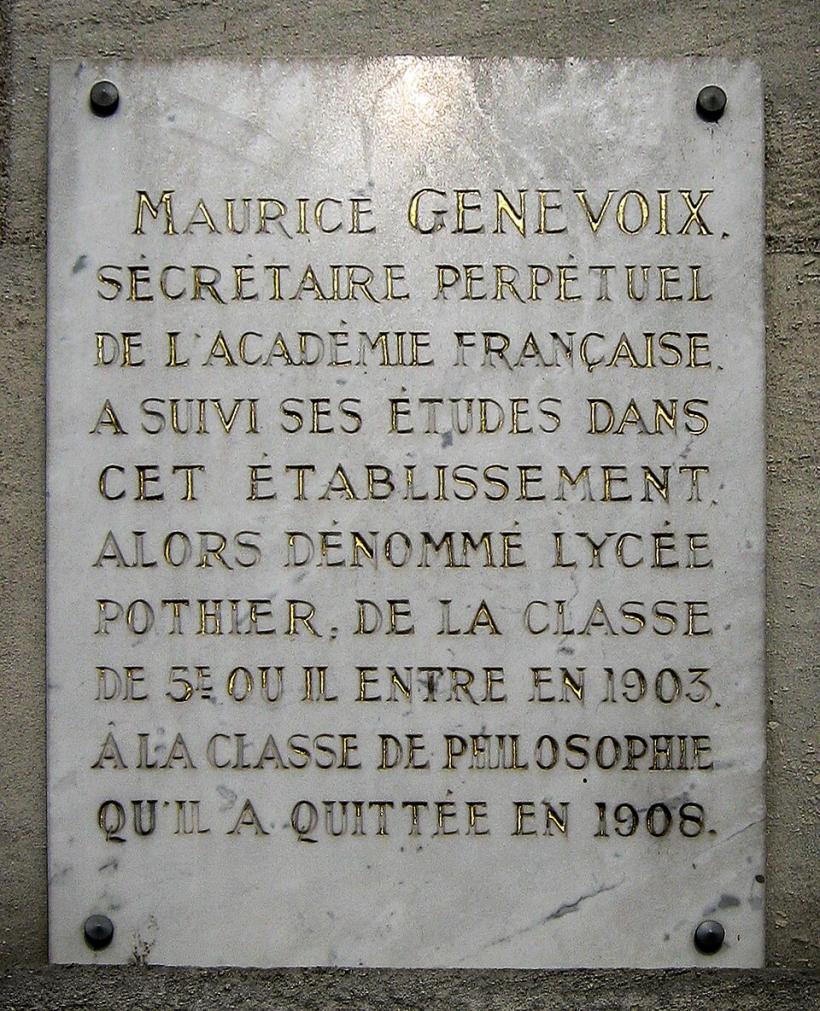 MAURICE GENEVOIX,
SÉCRÉTAIRE PERPÉTUEL
DE L'ACADÉMIE FRANÇAISE,
A SUIVI SES ÉTUDES DANS
CET ÉTABLISSEMENT,
ALORS DÉNOMMÉ LYCÉE
POTHIER, DE LA CLASSE
DE 5E OU IL ENTRE EN 1903,
À LA CLASSE DE PHILOSOPHIE
QU'IL A QUITTÉE EN 1908.